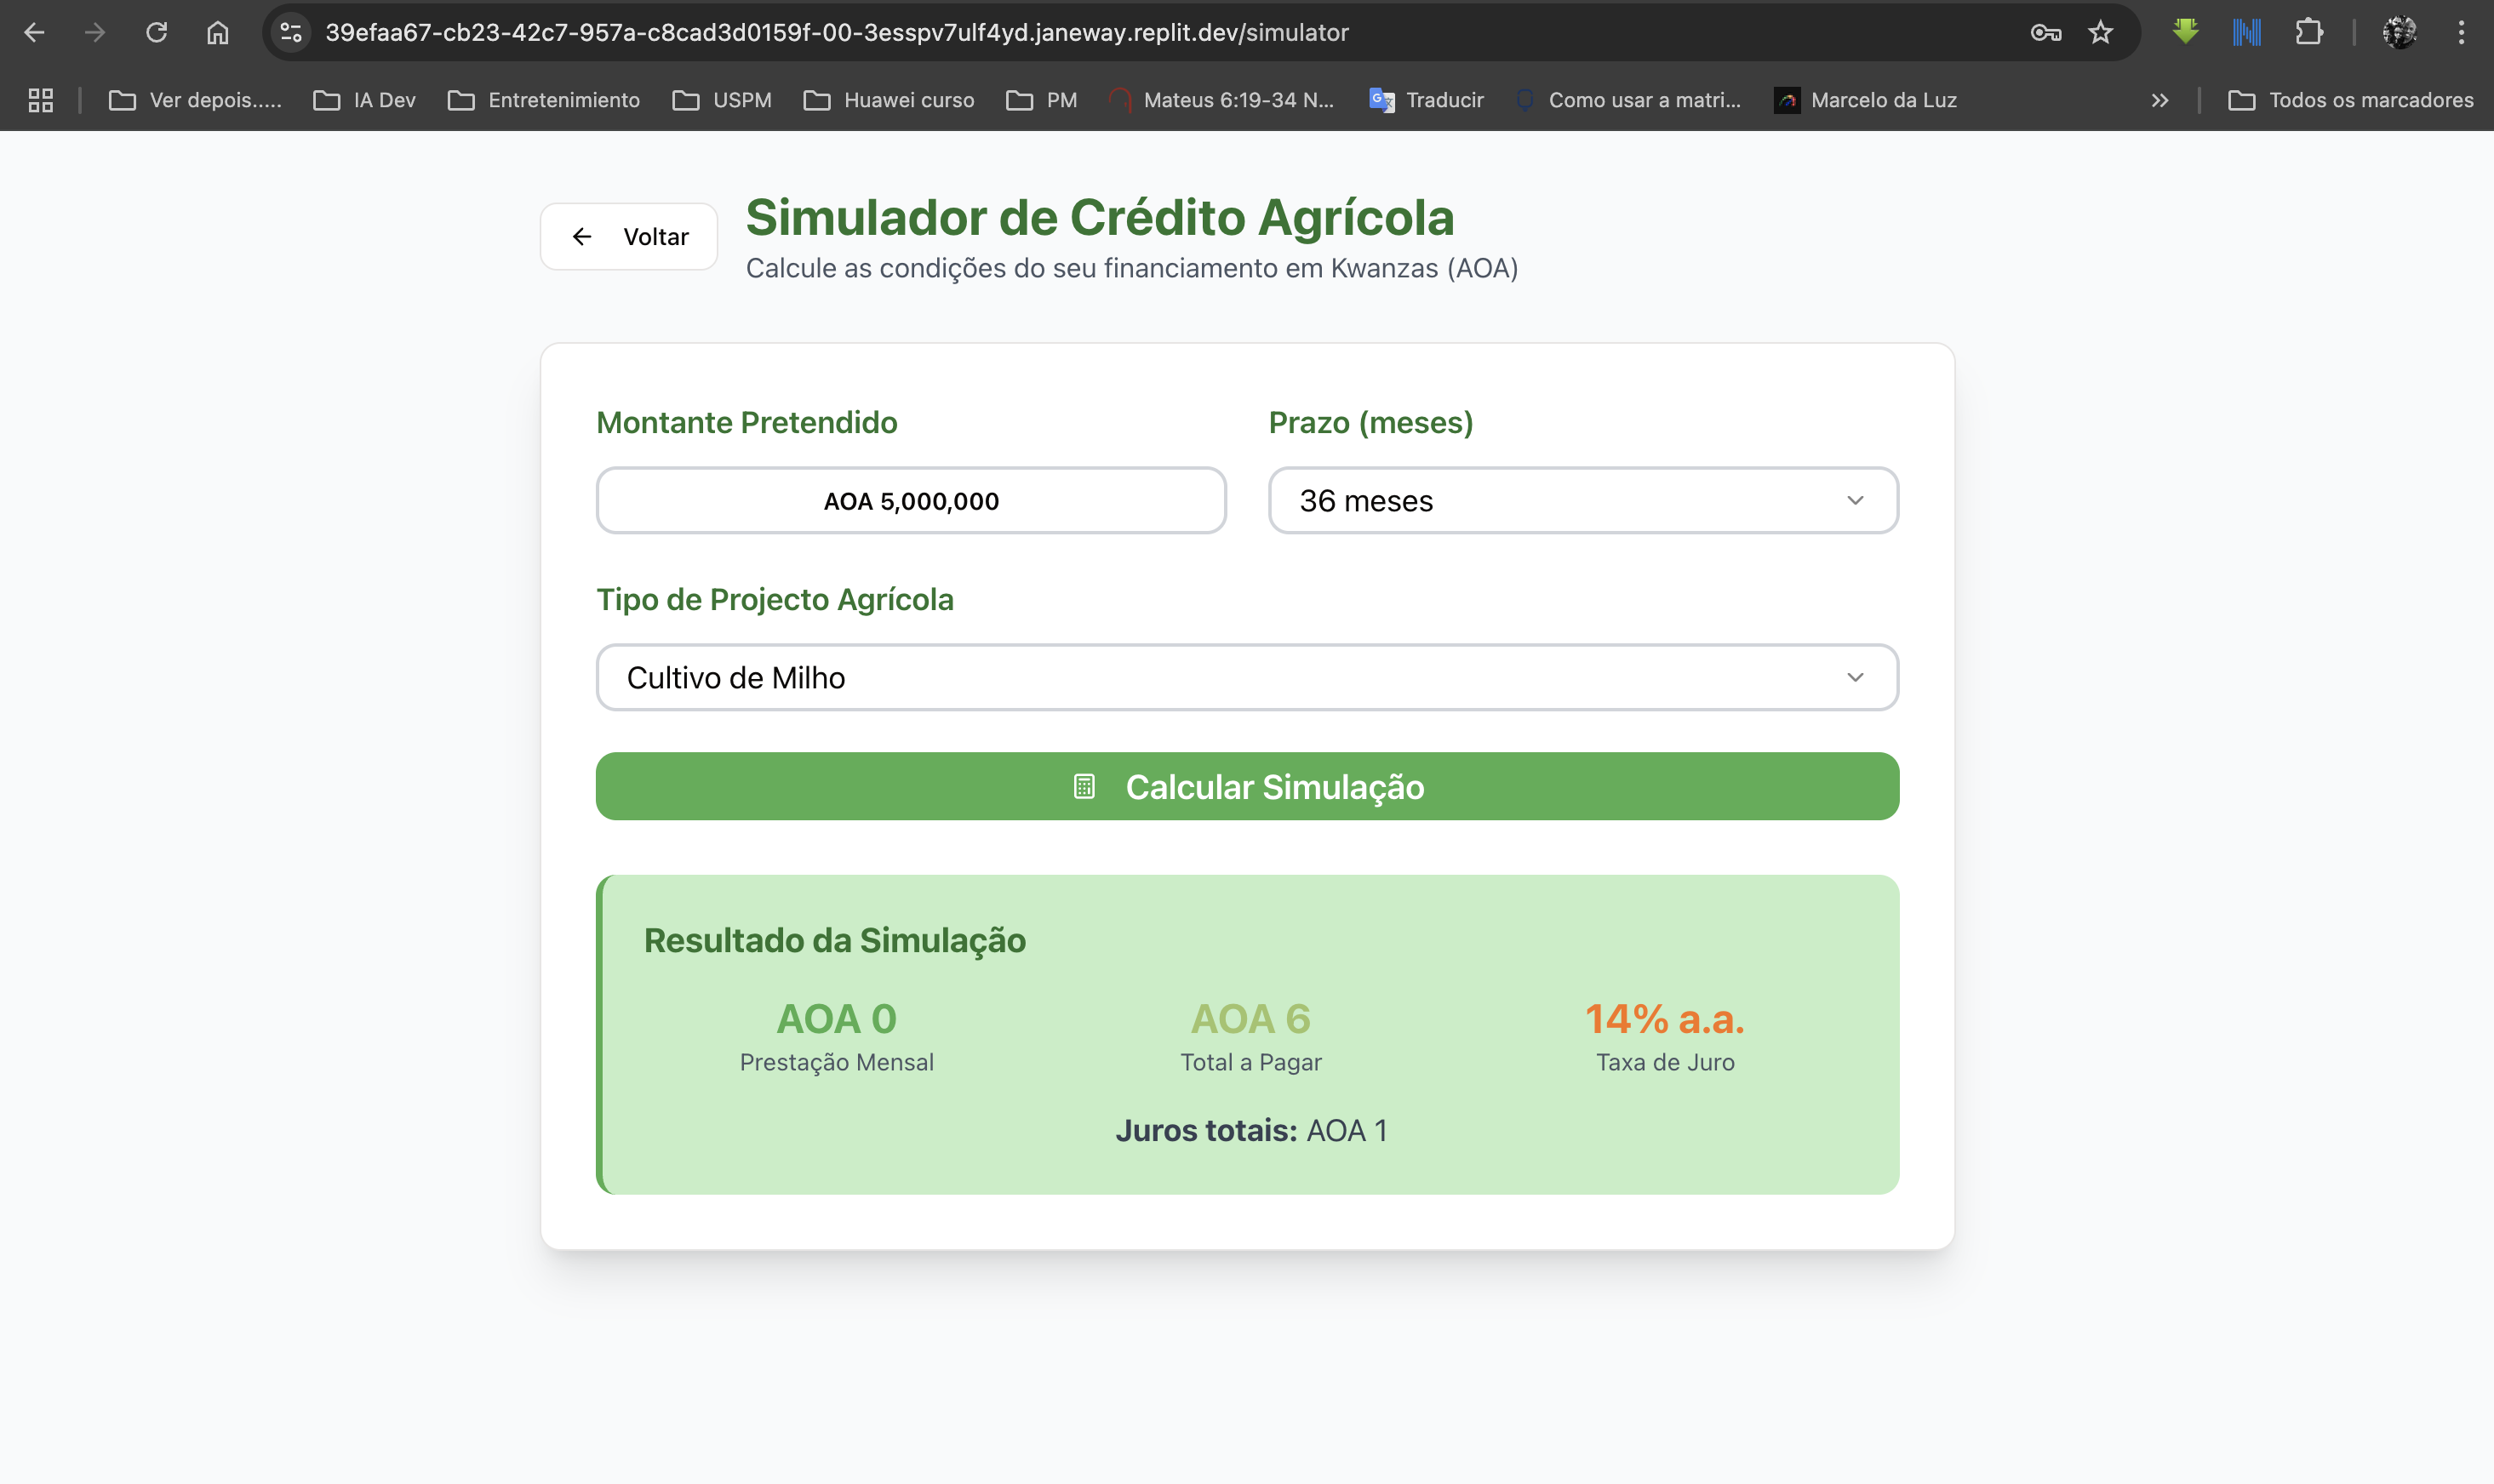 39efaa67-cb23-42c7-957a-c8cad3d0159f-00-3esspv7ulf4yd.janeway.replit.dev/simulator
Ver depois..... IA Dev Entretenimiento USPM Huawei curso PM Mateus 6:19-34 N... Traducir Como usar a matri... Marcelo da Luz Todos os marcadores
Voltar
Simulador de Crédito Agrícola
Calcule as condições do seu financiamento em Kwanzas (AOA)
Montante Pretendido Prazo (meses)
AOA 5,000,000 36 meses
Tipo de Projecto Agrícola
Cultivo de Milho
Calcular Simulação
Resultado da Simulação
AOA 0 AOA 6 14% a.a.
Prestação Mensal Total a Pagar Taxa de Juro
Juros totais: AOA 1